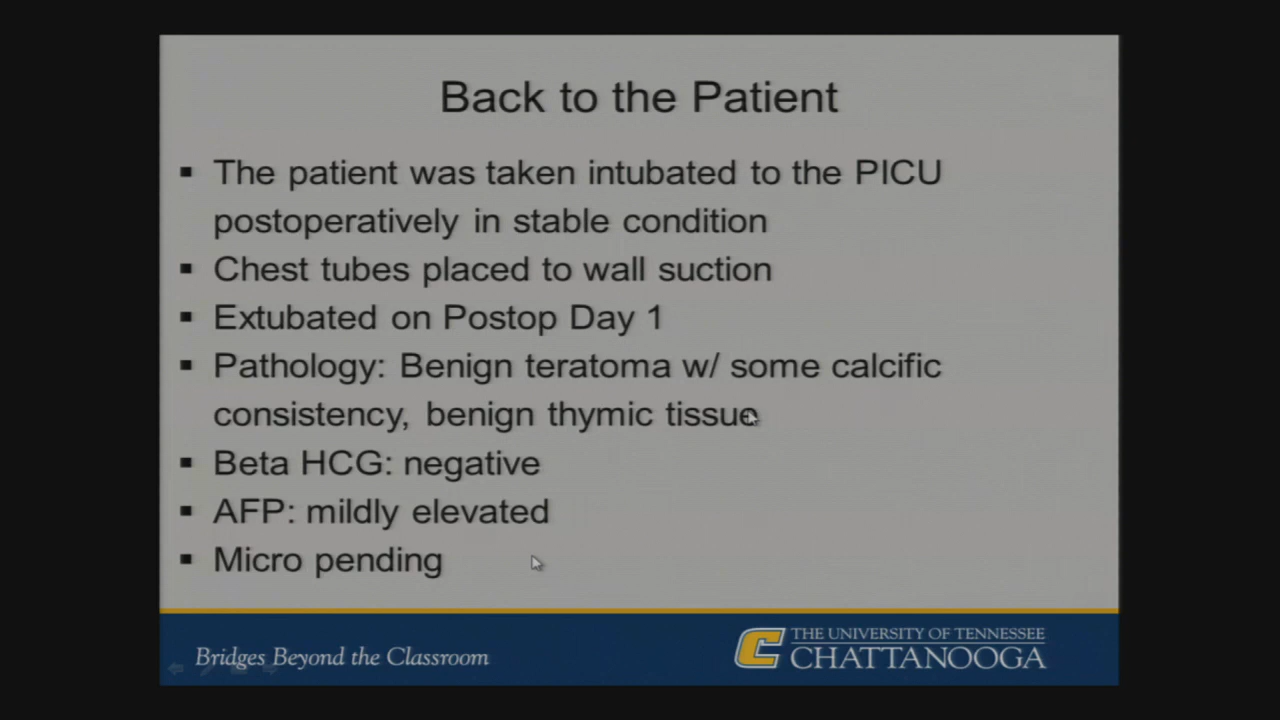 Back to the Patient
▪ The patient was taken intubated to the PICU
postoperatively in stable condition
▪ Chest tubes placed to wall suction
▪ Extubated on Postop Day 1
▪ Pathology: Benign teratoma w/ some calcific
consistency, benign thymic tissue
▪ Beta HCG: negative
▪ AFP: mildly elevated
▪ Micro pending
Bridges Beyond the Classroom
C
THE UNIVERSITY OF TENNESSEE
CHATTANOOGA